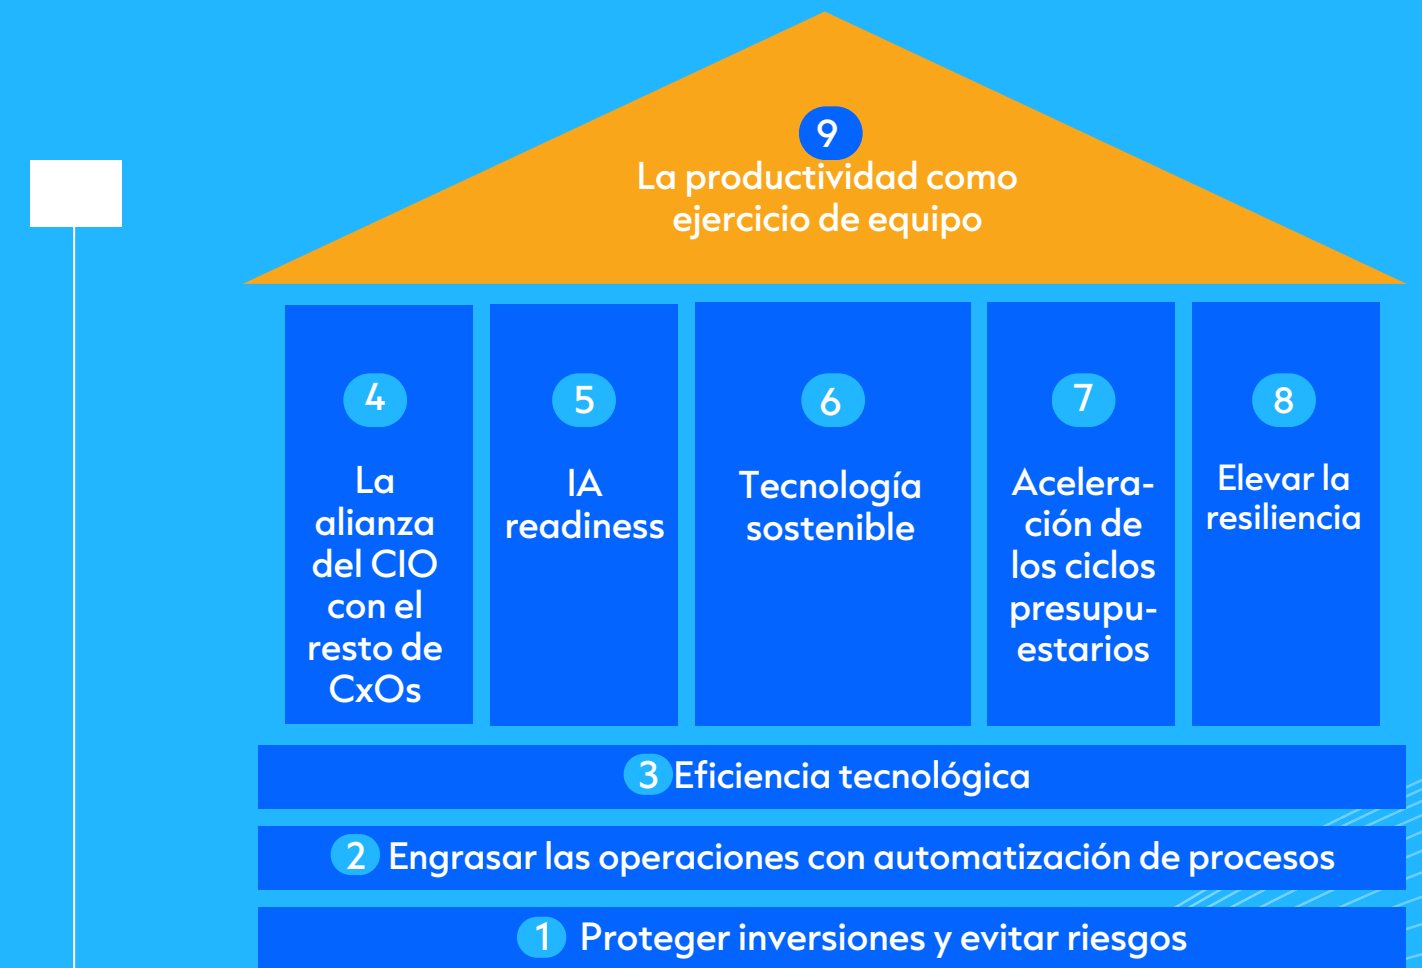 9
La productividad como
ejercicio de equipo
4
La
alianza
del CIO
con el
resto de
CxOs
5
IA
readiness
6
Tecnología
sostenible
7
Acelera-
ción de
los ciclos
presupu-
estarios
8
Elevar la
resiliencia
3 Eficiencia tecnológica
2 Engrasar las operaciones con automatización de procesos
1 Proteger inversiones y evitar riesgos